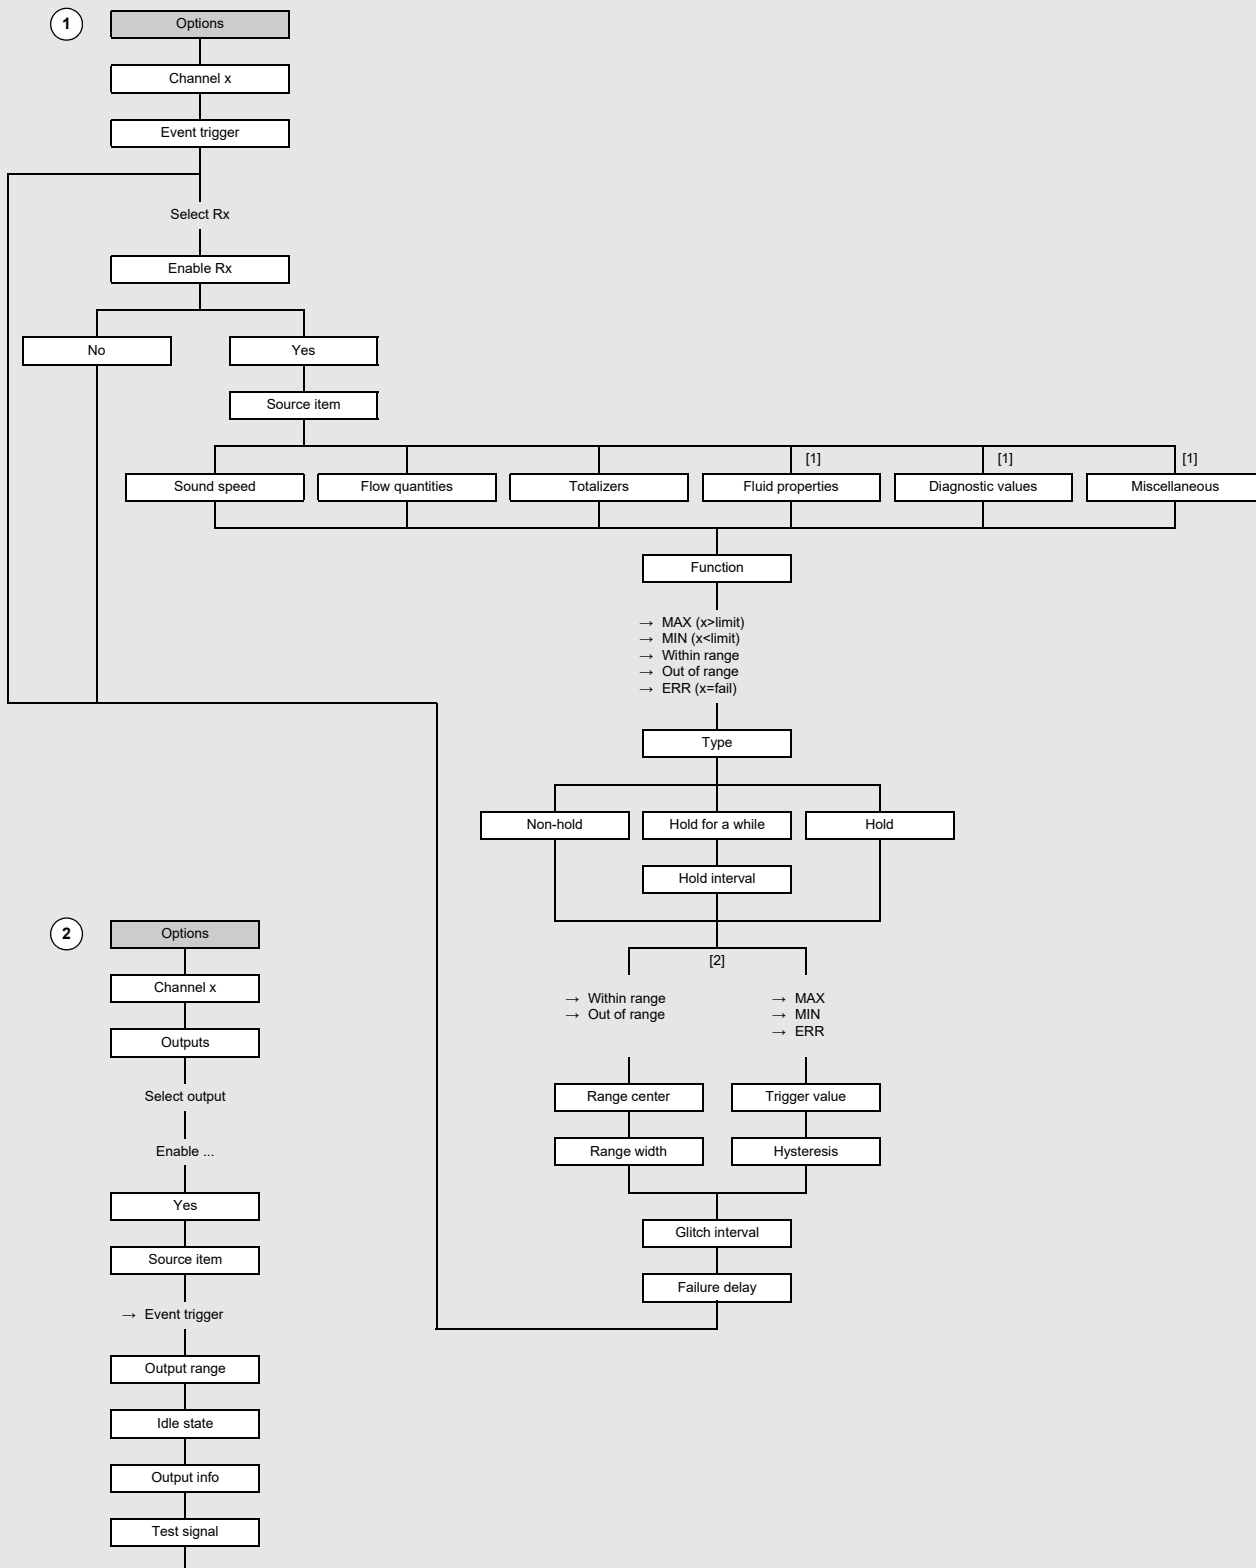 1
Options
Channel x
Event trigger
Select Rx
Enable Rx
No
Yes
Source item
[1]
[1]
[1]
Sound speed
Flow quantities
Totalizers
Fluid properties
Diagnostic values
Miscellaneous
Function
→ MAX (x>limit)
→ MIN (x<limit)
→ Within range
→ Out of range
→ ERR (x=fail)
Type
Non-hold
Hold for a while
Hold
Hold interval
[2]
→ Within range
→ Out of range
→ MAX
→ MIN
→ ERR
Range center
Trigger value
Range width
Hysteresis
Glitch interval
Failure delay
2
Options
Channel x
Outputs
Select output
Enable ...
Yes
Source item
→ Event trigger
Output range
Idle state
Output info
Test signal